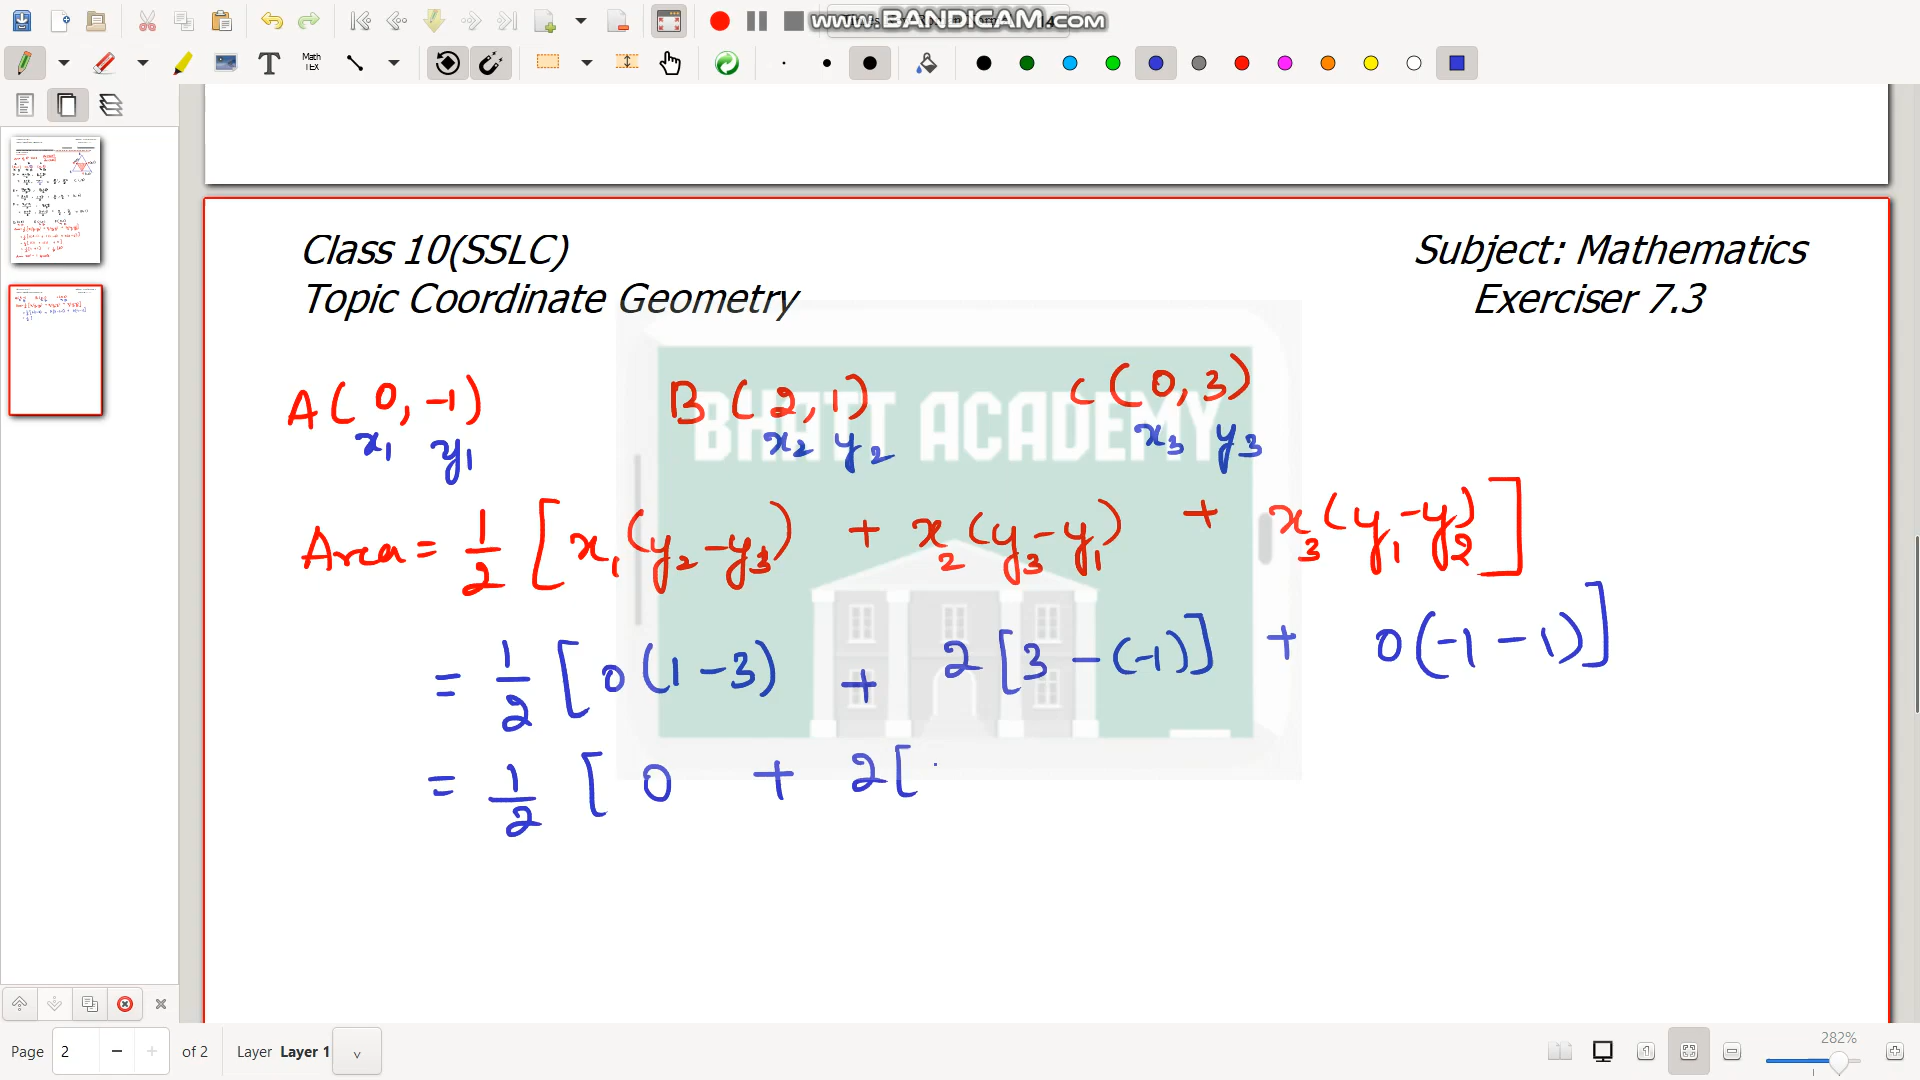 WWW.BANDICAM.COM
Math
TEX
Class 10(SSLC)
Subject: Mathematics
Topic Coordinate Geometry
Exerciser 7.3
A(0, -1) B(2, 1) C(0, 3)
x₁ y₁ x₂ y₂ x₃ y₃
BHATT ACADEMY
Area = 1/2 [x₁(y₂-y₃) + x₂(y₃-y₁) + x₃(y₁-y₂)]
= 1/2 [0(1-3) + 2[3-(-1)] + 0(-1-1)]
= 1/2 [0 + 2[
Page 2 of 2 Layer Layer 1
282%